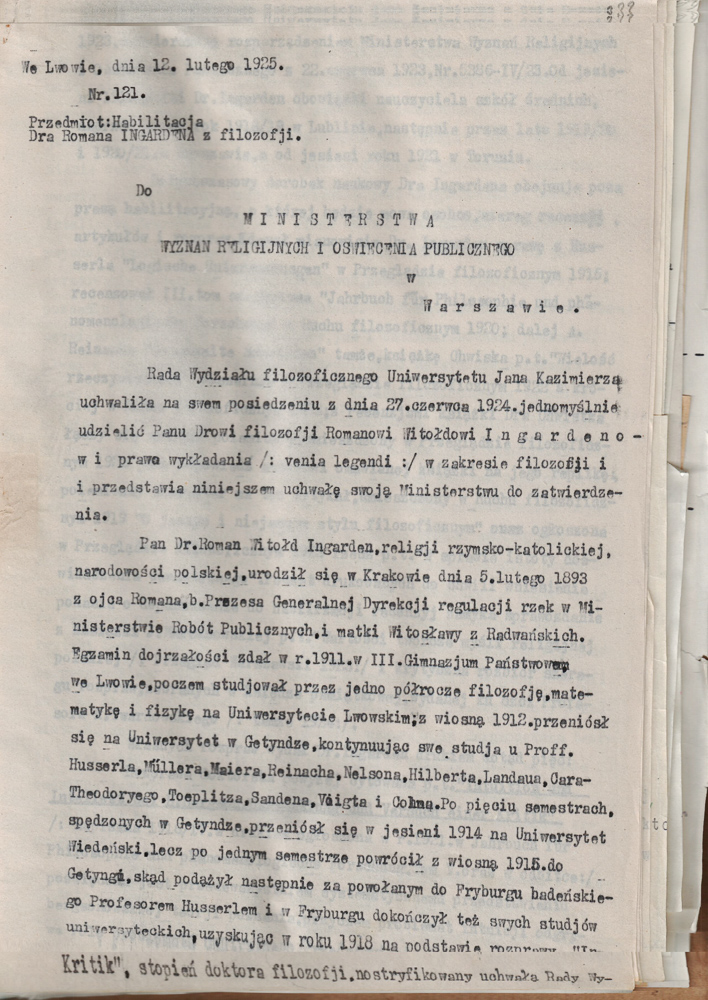 We Lwowie, dnia 12. lutego 1925.
Nr.121.
Przedmiot:Habilitacja
Dra Romana INGARDENA z filozofji.
Do
MINISTERSTWA
WYZNAN RELIGIJNYCH I OSWIECENIA PUBLICZNEGO
w
Warszawie.
Rada Wydziału filozoficznego Uniwersytetu Jana Kazimierza
uchwaliła na swem posiedzeniu z dnia 27.czerwca 1924.jednomyślnie
udzielić Panu Drowi filozofji Romanowi Witołdowi Ingardeno-
wi prawo wykładania /: venia legendi :/ w zakresie filozofji i
i przedstawia niniejszem uchwałę swoją Ministerstwu do zatwierdze-
nia.
Pan Dr.Roman Witołd Ingarden,religji rzymsko-katolickiej,
narodowości polskiej,urodził się w Krakowie dnia 5.lutego 1893
z ojca Romana,b.Prezesa Generalnej Dyrekcji regulacji rzek w Mi-
nisterstwie Robót Publicznych,i matki Witosławy z Radwańskich.
Egzamin dojrzałości zdał w r.1911.w III.Gimnazjum Państwowem
we Lwowie,poczem studjował przez jedno półrocze filozofję,mate-
matykę i fizykę na Uniwersytecie Lwowskim;z wiosną 1912.przeniósł
się na Uniwersytet w Getyndze,kontynuując swe studja u Proff.
Husserla,Müllera,Maiera,Reinacha,Nelsona,Hilberta,Landaua,Cara-
Theodoryego,Toeplitza,Sandena,Voigta i Cohna.Po pięciu semestrach,
spędzonych w Getyndze,przeniósł się w jesieni 1914 na Uniwersytet
Wiedeński,lecz po jednym semestrze powrócił z wiosną 1915.do
Getyngi,skąd podążył następnie za powołanym do Fryburgu badeńskie-
go Profesorem Husserlem i w Fryburgu dokończył też swych studjów
uniwersyteckich,uzyskując w roku 1918 na podstawie rozprawy "In
Kritik", stopień doktora filozofji,nostryfikowany uchwałą Rady Wy-